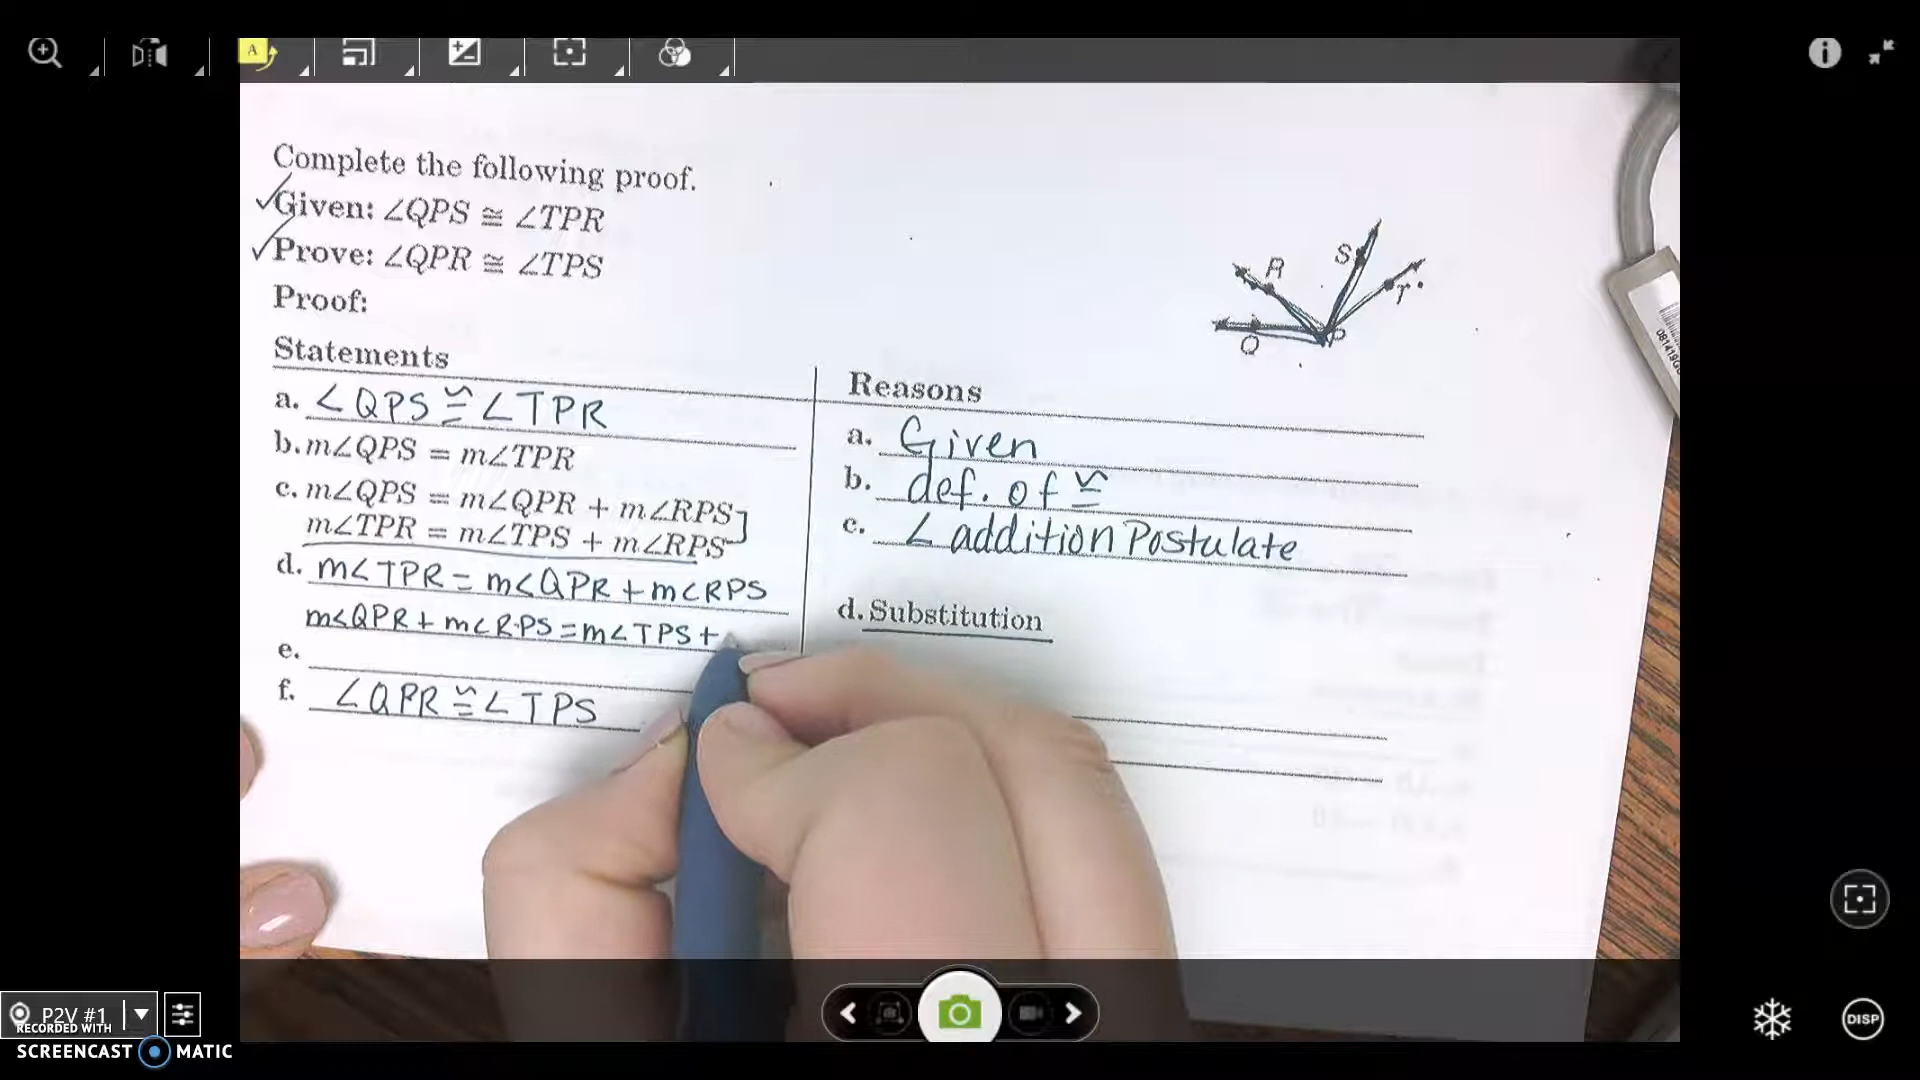 A
Complete the following proof.
Given: ∠QPS ≅ ∠TPR
Prove: ∠QPR ≅ ∠TPS
Proof:
S
R
T
Q
P
Statements
Reasons
a. ∠QPS ≅ ∠TPR
a. Given
b. m∠QPS = m∠TPR
b. def. of ≅
c. m∠QPS = m∠QPR + m∠RPS
m∠TPR = m∠TPS + m∠RPS
c. ∠ addition Postulate
d. m∠TPR = m∠QPR + m∠RPS
m∠QPR + m∠RPS = m∠TPS +
d. Substitution
e.
f. ∠QPR ≅ ∠TPS
P2V #1
RECORDED WITH
SCREENCAST MATIC
DISP